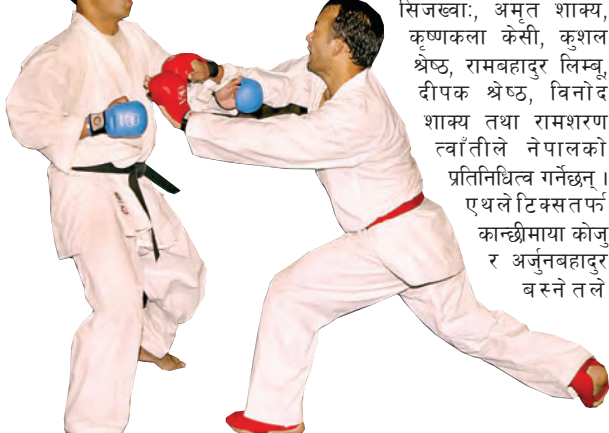 सिजख्वाः, अमृत शाक्य,
कृष्णकला केसी, कुशल
श्रेष्ठ, रामबहादुर लिम्बू,
दीपक श्रेष्ठ, विनोद
शाक्य तथा रामशरण
त्वाँतीले नेपालको
प्रतिनिधित्व गर्नेछन् ।
एथलेटिक्सतर्फ
कान्छीमाया कोजु
र अर्जुनबहादुर
बस्नेतले